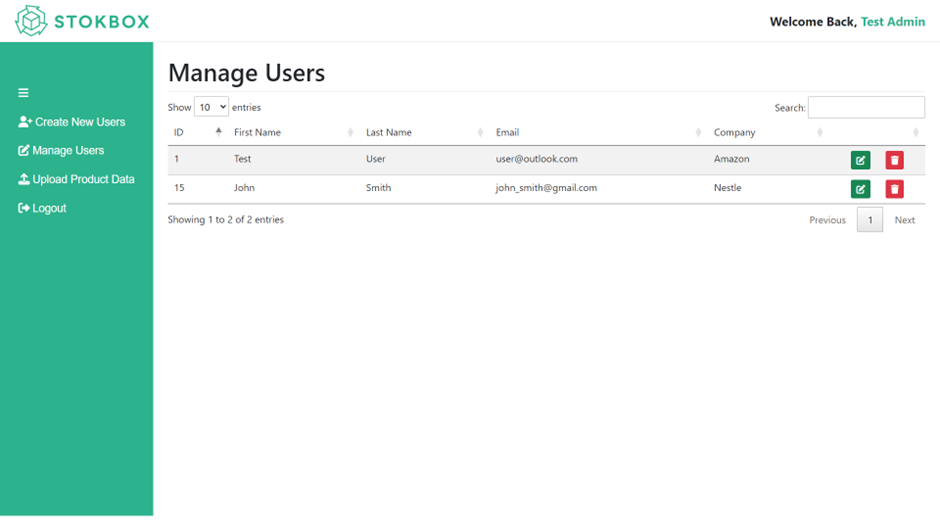 STOKBOX
Welcome Back, Test Admin
Create New Users
Manage Users
Upload Product Data
Logout
Manage Users
Show 10 entries
Search:
ID First Name Last Name Email Company
1 Test User user@outlook.com Amazon
15 John Smith john_smith@gmail.com Nestle
Showing 1 to 2 of 2 entries
Previous 1 Next